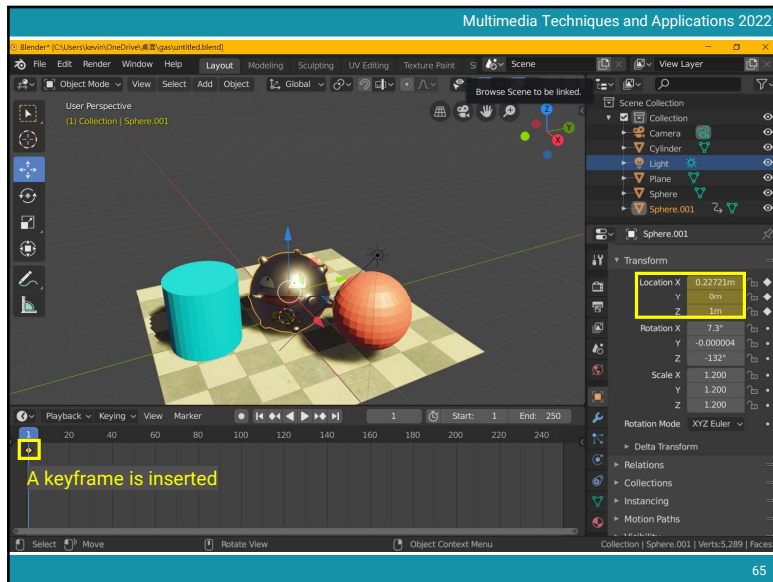 Multimedia Techniques and Applications 2022
Blender* [C:\Users\kevin\OneDrive\桌面\gas\untitled.blend]
File Edit Render Window Help Layout Modeling Sculpting UV Editing Texture Paint S Scene View Layer
Object Mode View Select Add Object Global
Browse Scene to be linked.
User Perspective
(1) Collection | Sphere.001
Z
Y
X
Scene Collection
Collection
Camera
Cylinder
Light
Plane
Sphere
Sphere.001
Sphere.001
Transform
Location X 0.22721m
Y 0m
Z 1m
Rotation X 7.3°
Y -0.000004
Z -132°
Scale X 1.200
Y 1.200
Z 1.200
Rotation Mode XYZ Euler
Delta Transform
Relations
Collections
Instancing
Motion Paths
Playback Keying View Marker 1 Start: 1 End: 250
1 20 40 60 80 100 120 140 160 180 200 220 240
A keyframe is inserted
Select Move Rotate View Object Context Menu Collection | Sphere.001 | Verts:5,289 | Faces:
65